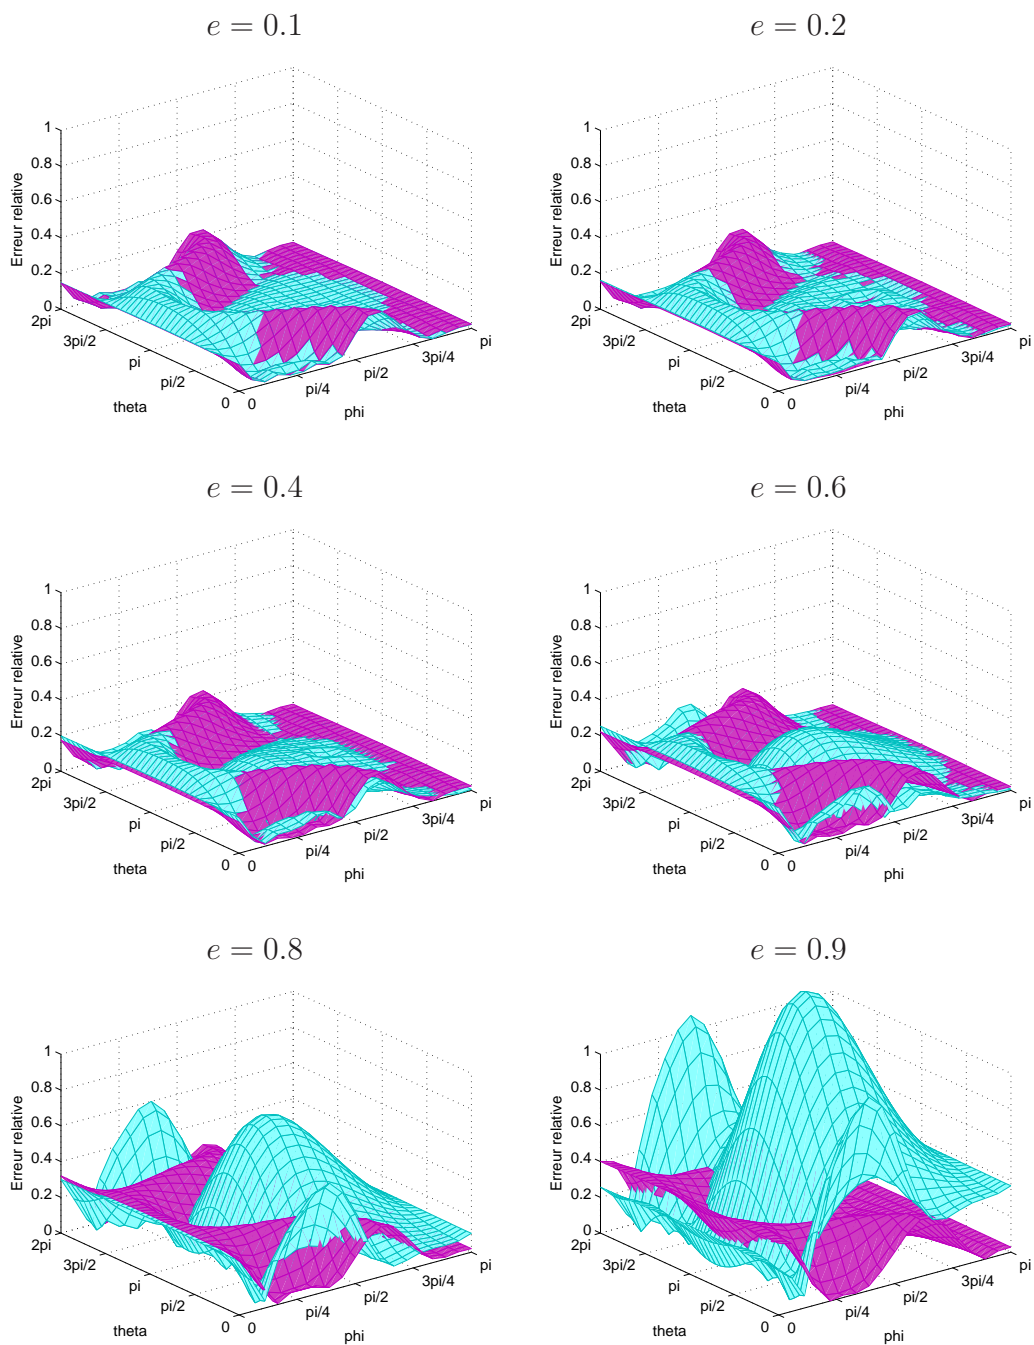 e = 0.1
1
0.8
0.6
0.4
0.2
0
Erreur relative
2pi
3pi/2
pi
pi/2
0
theta
0
pi/4
pi/2
3pi/4
pi
phi
e = 0.2
1
0.8
0.6
0.4
0.2
0
Erreur relative
2pi
3pi/2
pi
pi/2
0
theta
0
pi/4
pi/2
3pi/4
pi
phi
e = 0.4
1
0.8
0.6
0.4
0.2
0
Erreur relative
2pi
3pi/2
pi
pi/2
0
theta
0
pi/4
pi/2
3pi/4
pi
phi
e = 0.6
1
0.8
0.6
0.4
0.2
0
Erreur relative
2pi
3pi/2
pi
pi/2
0
theta
0
pi/4
pi/2
3pi/4
pi
phi
e = 0.8
1
0.8
0.6
0.4
0.2
0
Erreur relative
2pi
3pi/2
pi
pi/2
0
theta
0
pi/4
pi/2
3pi/4
pi
phi
e = 0.9
1
0.8
0.6
0.4
0.2
0
Erreur relative
2pi
3pi/2
pi
pi/2
0
theta
0
pi/4
pi/2
3pi/4
pi
phi